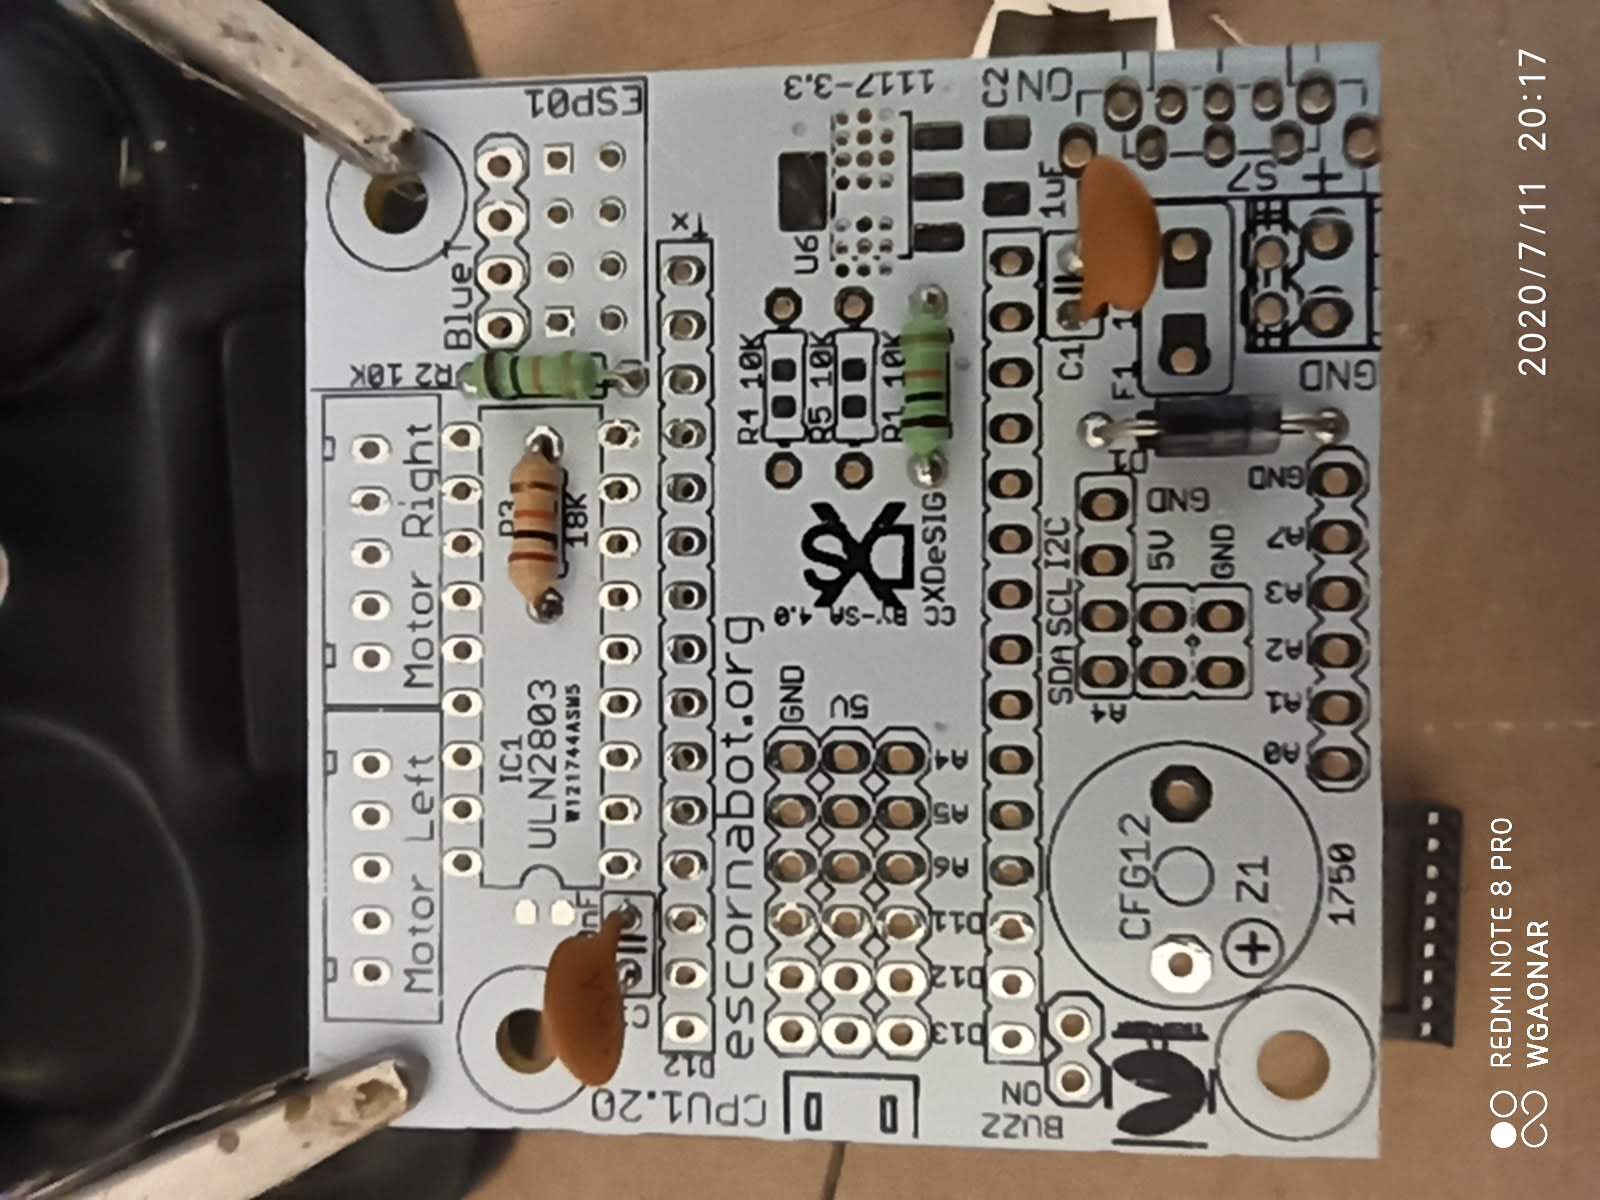 Motor Left
Motor Right
R2 10K
BlueT
IC1
ULN2803
W121744ASM5
R3
18K
ESP01
nF
CPU1.20
D12
Tx
escornabot.org
GND
5V
CC BY-SA 4.0
R4 10K
R5 10K
R1 10K
XDeSIG
U6
1117-3.3
D13
D12
D11
A6
A5
A4
BUZZ
ON
C2
1uF
ON
SDA SCL I2C
A4
C1
D1
F1
CFG12
5V
GND
GND
Z1
S7
A0
A1
A2
A3
A7
GND
1750
GND
+
REDMI NOTE 8 PRO
WGAONAR
2020/7/11 20:17